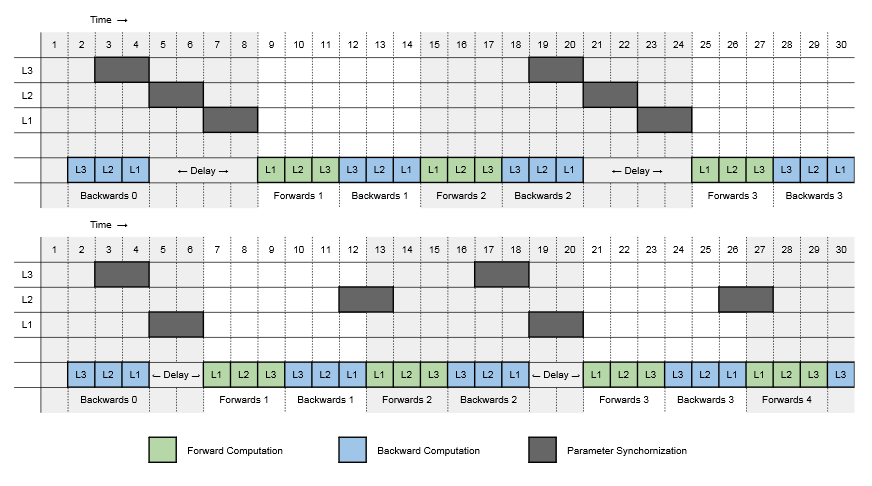 Time →
1 2 3 4 5 6 7 8 9 10 11 12 13 14 15 16 17 18 19 20 21 22 23 24 25 26 27 28 29 30
L3
L2
L1
L3 L2 L1 ← Delay → L1 L2 L3 L3 L2 L1 L1 L2 L3 L3 L2 L1 ← Delay → L1 L2 L3 L3 L2 L1
Backwards 0 Forwards 1 Backwards 1 Forwards 2 Backwards 2 Forwards 3 Backwards 3
Time →
1 2 3 4 5 6 7 8 9 10 11 12 13 14 15 16 17 18 19 20 21 22 23 24 25 26 27 28 29 30
L3
L2
L1
L3 L2 L1 ← Delay → L1 L2 L3 L3 L2 L1 L1 L2 L3 L3 L2 L1 ← Delay → L1 L2 L3 L3 L2 L1 L1 L2 L3 L3
Backwards 0 Forwards 1 Backwards 1 Forwards 2 Backwards 2 Forwards 3 Backwards 3 Forwards 4
Forward Computation Backward Computation Parameter Synchornization